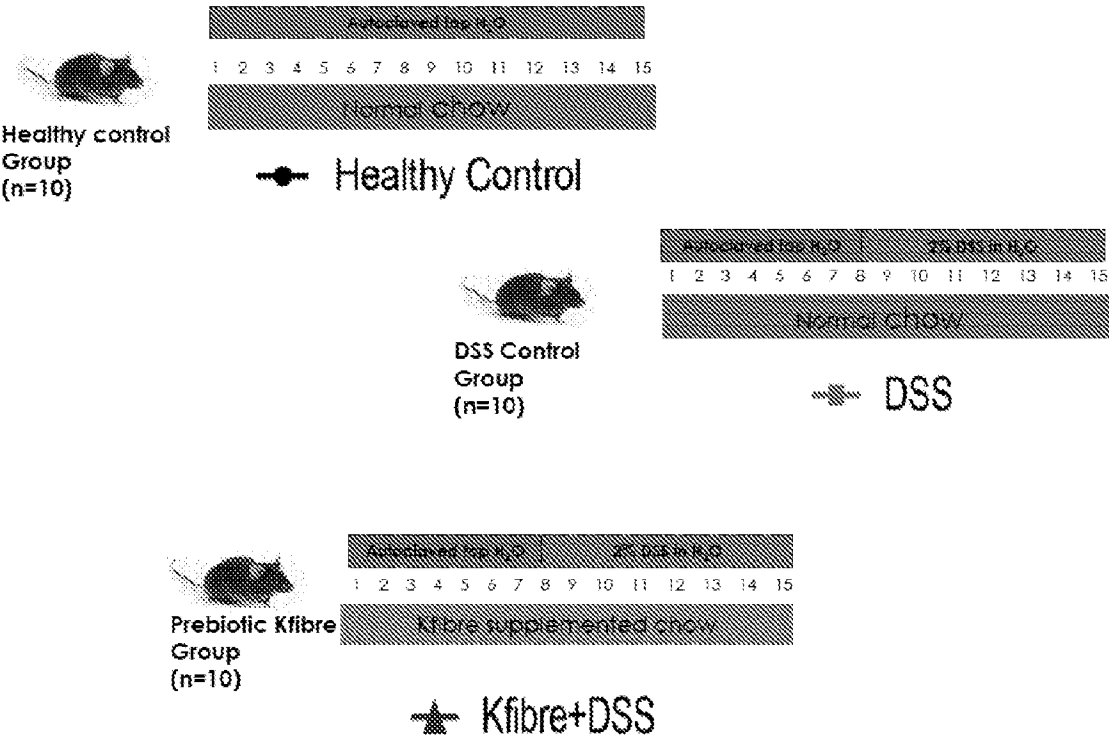 Autoclaved tap H₂O
1 2 3 4 5 6 7 8 9 10 11 12 13 14 15
Normal chow
Healthy control
Group
(n=10)
Healthy Control
Autoclaved tap H₂O 2% DSS in H₂O
1 2 3 4 5 6 7 8 9 10 11 12 13 14 15
Normal chow
DSS Control
Group
(n=10)
DSS
Autoclaved tap H₂O 2% DSS in H₂O
1 2 3 4 5 6 7 8 9 10 11 12 13 14 15
Kfibre supplemented chow
Prebiotic Kfibre
Group
(n=10)
Kfibre+DSS